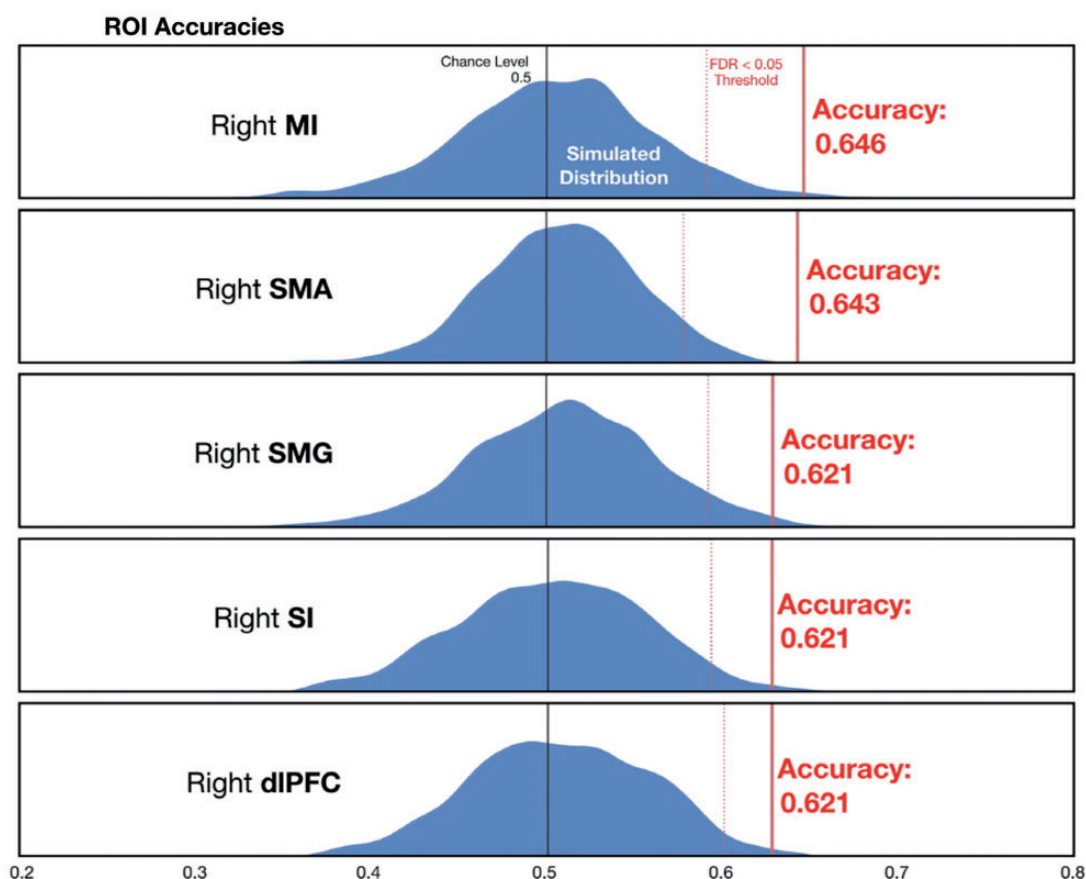 ROI Accuracies
Chance Level
0.5
FDR < 0.05
Threshold
Right MI
Simulated
Distribution
Accuracy:
0.646
Right SMA
Accuracy:
0.643
Right SMG
Accuracy:
0.621
Right SI
Accuracy:
0.621
Right dlPFC
Accuracy:
0.621
0.2 0.3 0.4 0.5 0.6 0.7 0.8